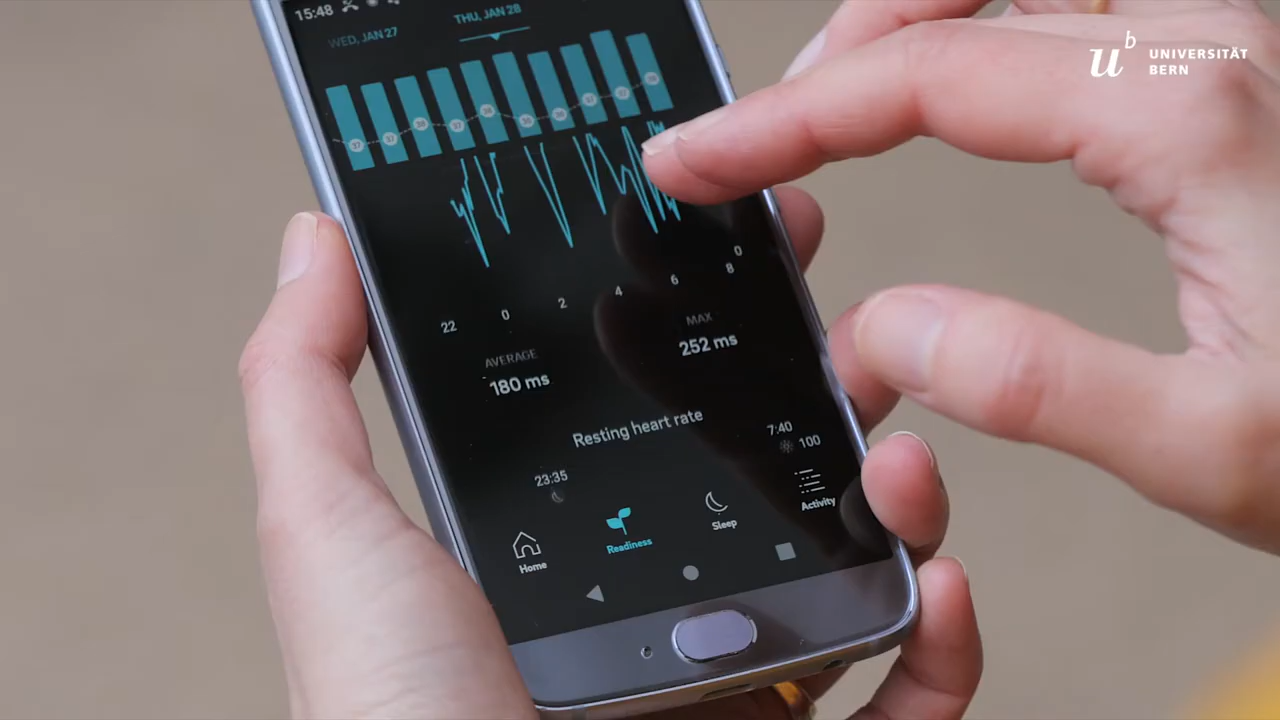 15:48
WED, JAN 27
THU, JAN 28
22 0 2 4 6 8
0
AVERAGE
180 ms
MAX
252 ms
Resting heart rate
23:35
7:40
100
Home
Readiness
Sleep
Activity
u^b UNIVERSITÄT
BERN